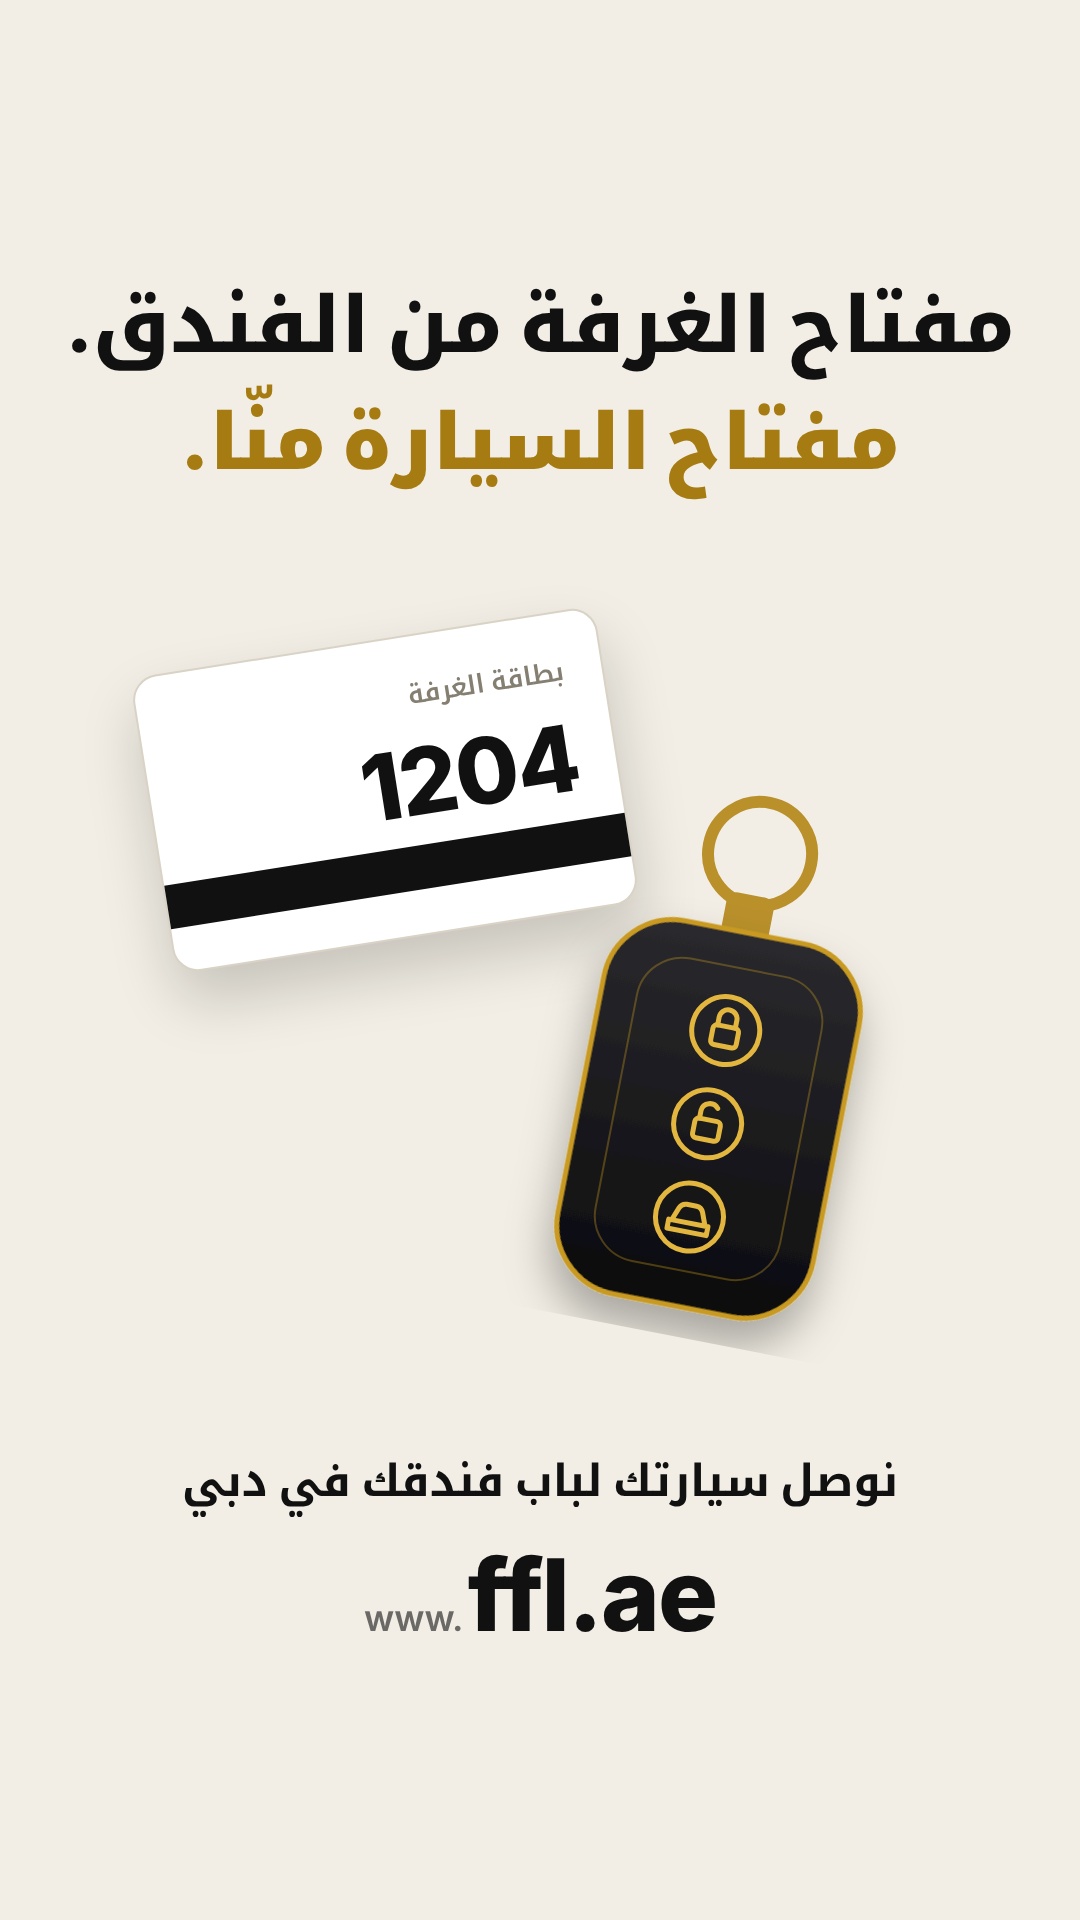 مفتاح الغرفة من الفندق.
مفتاح السيارة منّا.
بطاقة الغرفة
1204
نوصل سيارتك لباب فندقك في دبي
www.ffl.ae